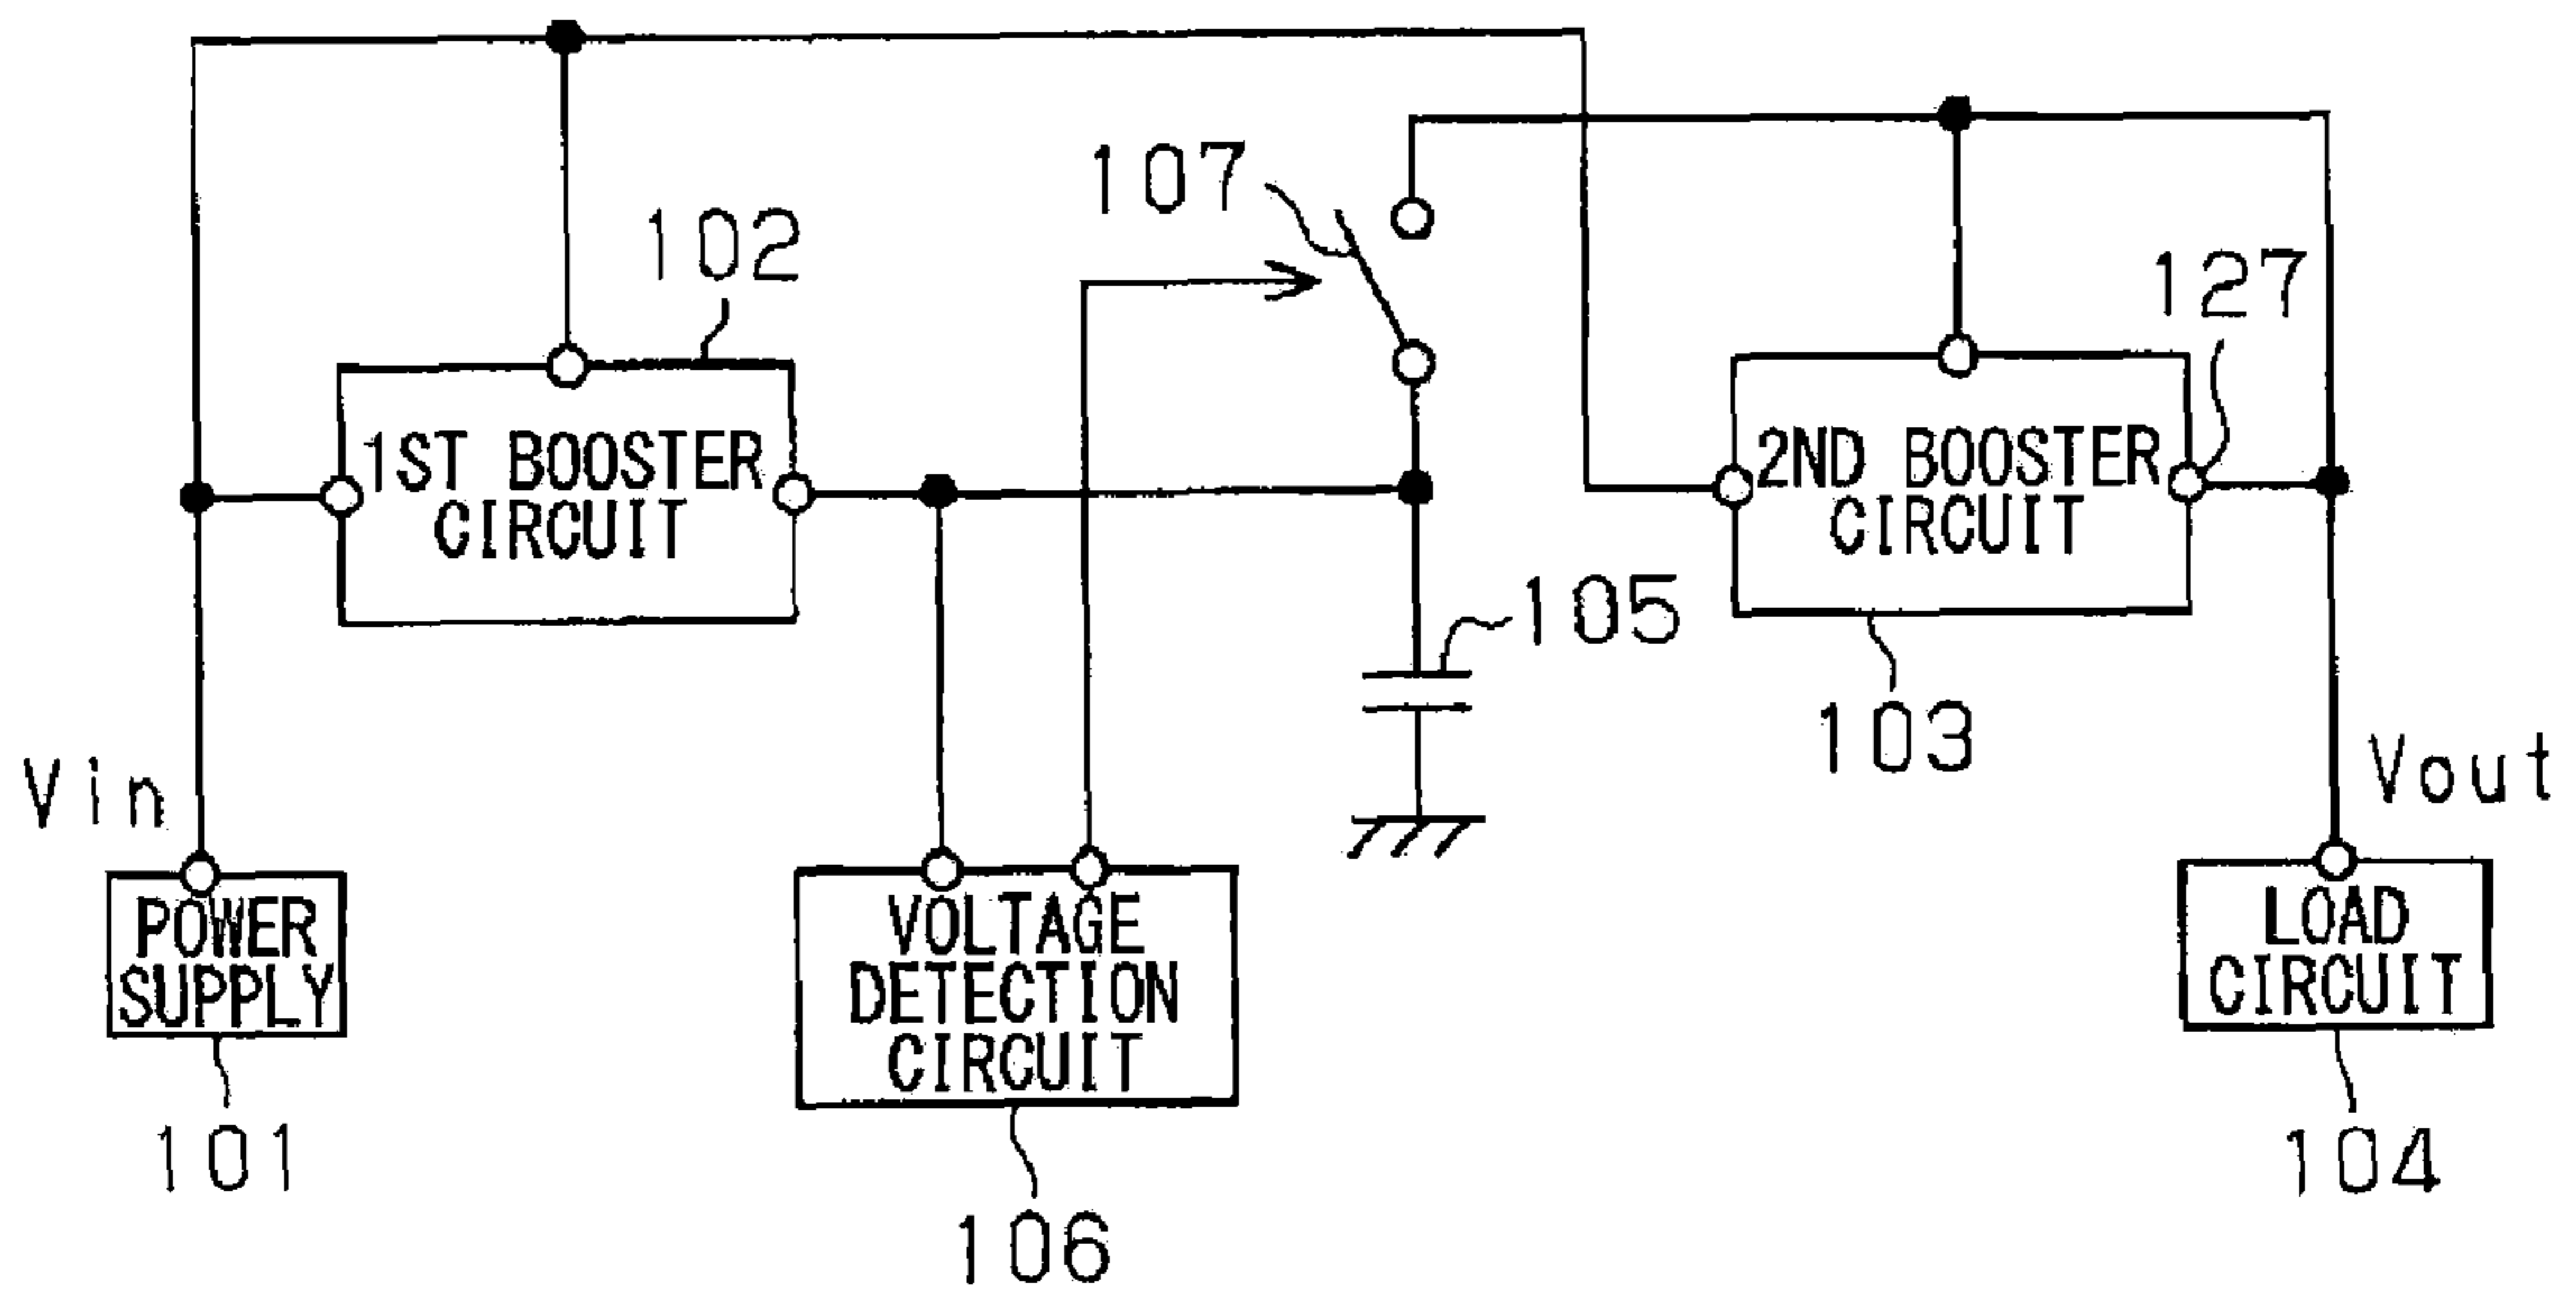 107
102
127
1ST BOOSTER
CIRCUIT
2ND BOOSTER
CIRCUIT
105
103
Vin
Vout
POWER
SUPPLY
VOLTAGE
DETECTION
CIRCUIT
LOAD
CIRCUIT
101
106
104